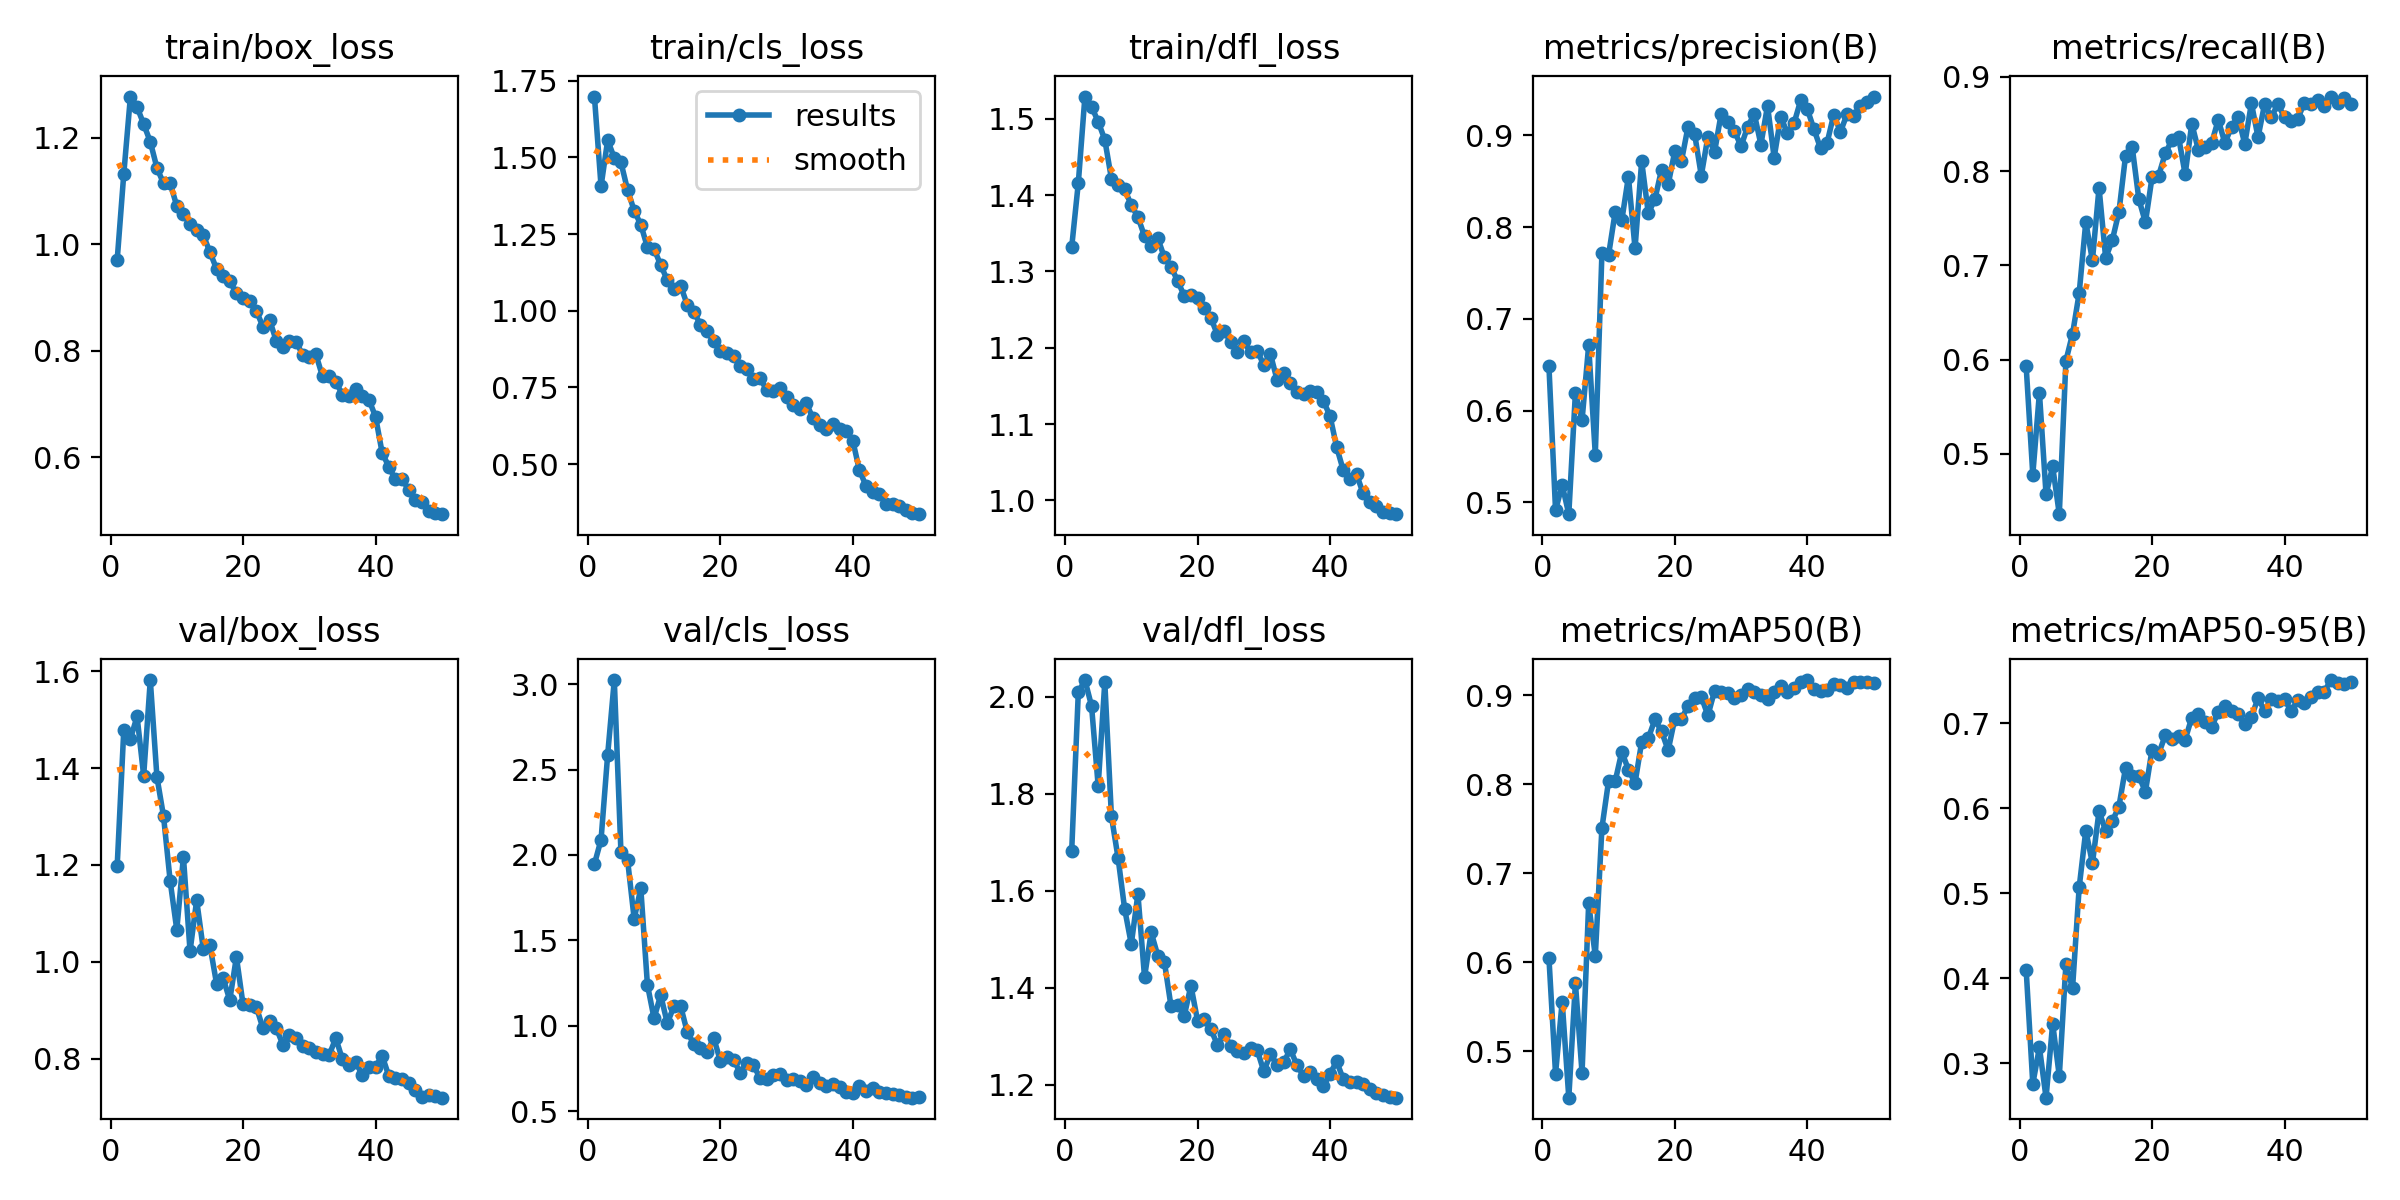 train/box_loss
1.2
1.0
0.8
0.6
0 20 40
train/cls_loss
results
smooth
1.75
1.50
1.25
1.00
0.75
0.50
0 20 40
train/dfl_loss
1.5
1.4
1.3
1.2
1.1
1.0
0 20 40
metrics/precision(B)
0.9
0.8
0.7
0.6
0.5
0 20 40
metrics/recall(B)
0.9
0.8
0.7
0.6
0.5
0 20 40
val/box_loss
1.6
1.4
1.2
1.0
0.8
0 20 40
val/cls_loss
3.0
2.5
2.0
1.5
1.0
0.5
0 20 40
val/dfl_loss
2.0
1.8
1.6
1.4
1.2
0 20 40
metrics/mAP50(B)
0.9
0.8
0.7
0.6
0.5
0 20 40
metrics/mAP50-95(B)
0.7
0.6
0.5
0.4
0.3
0 20 40